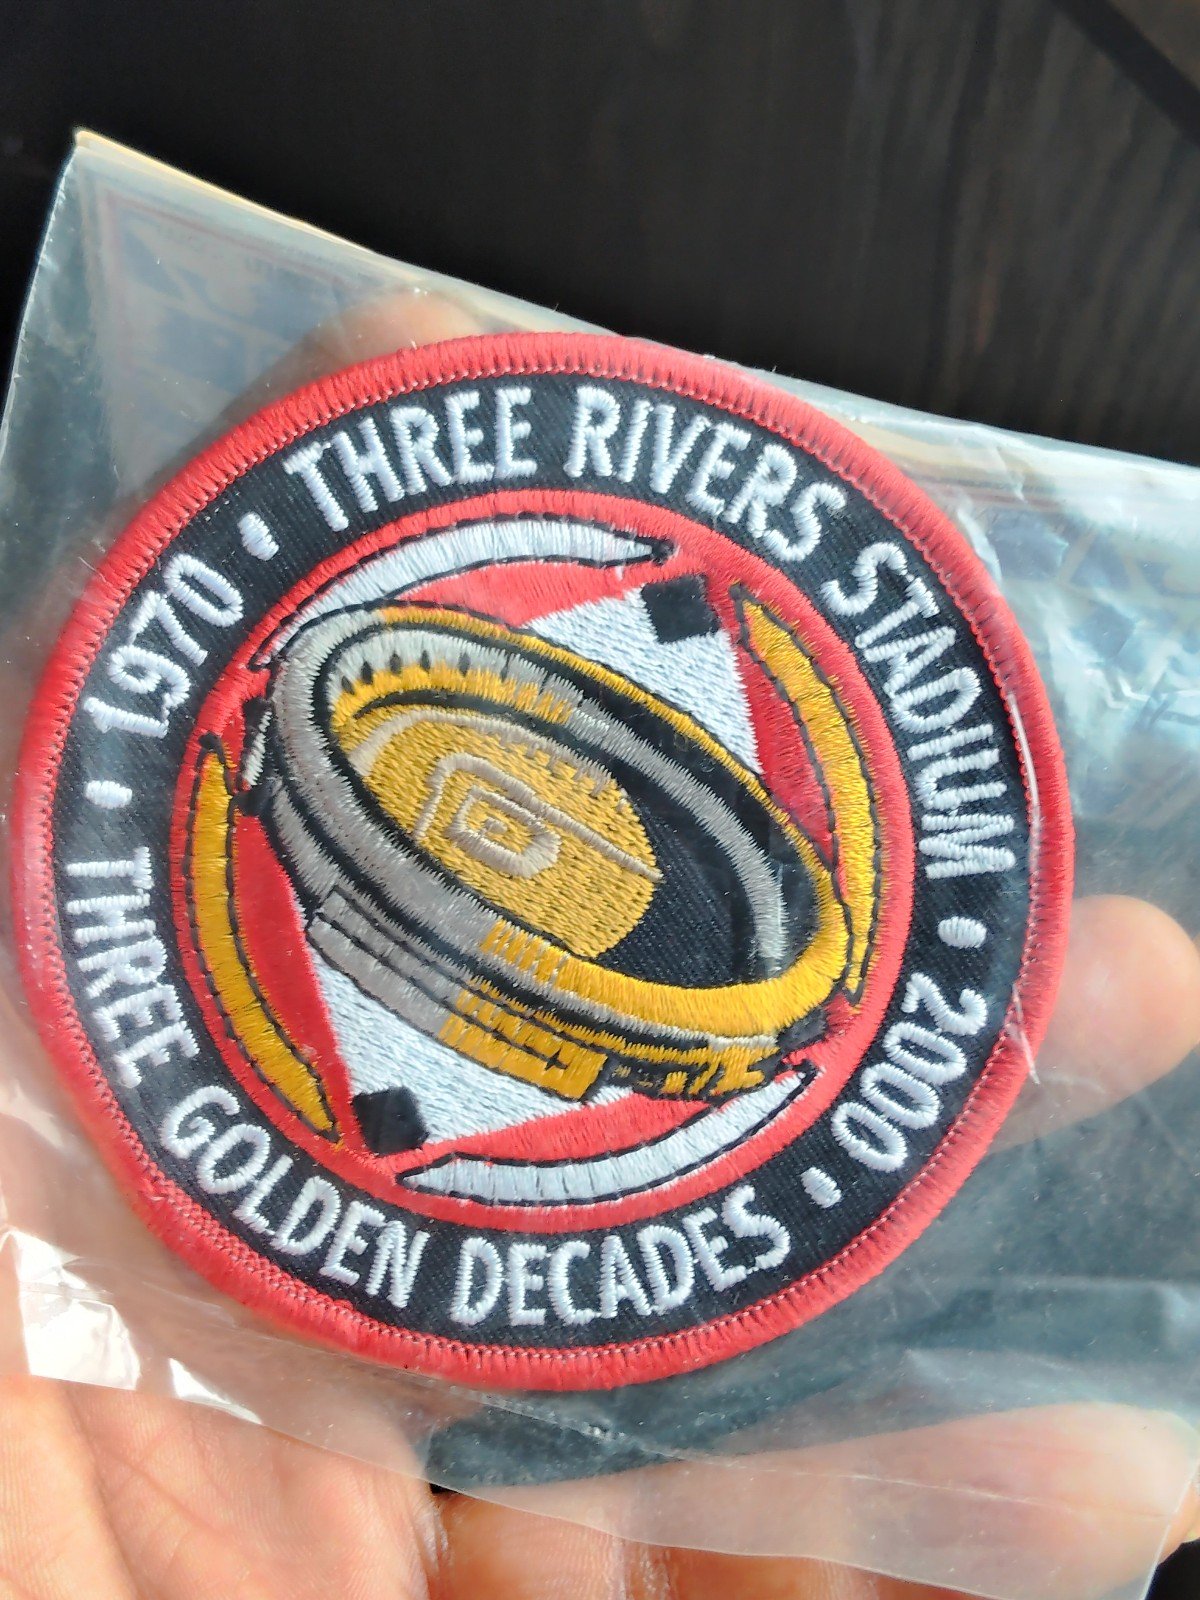 1970 • THREE RIVERS STADIUM • 2000
• THREE GOLDEN DECADES •